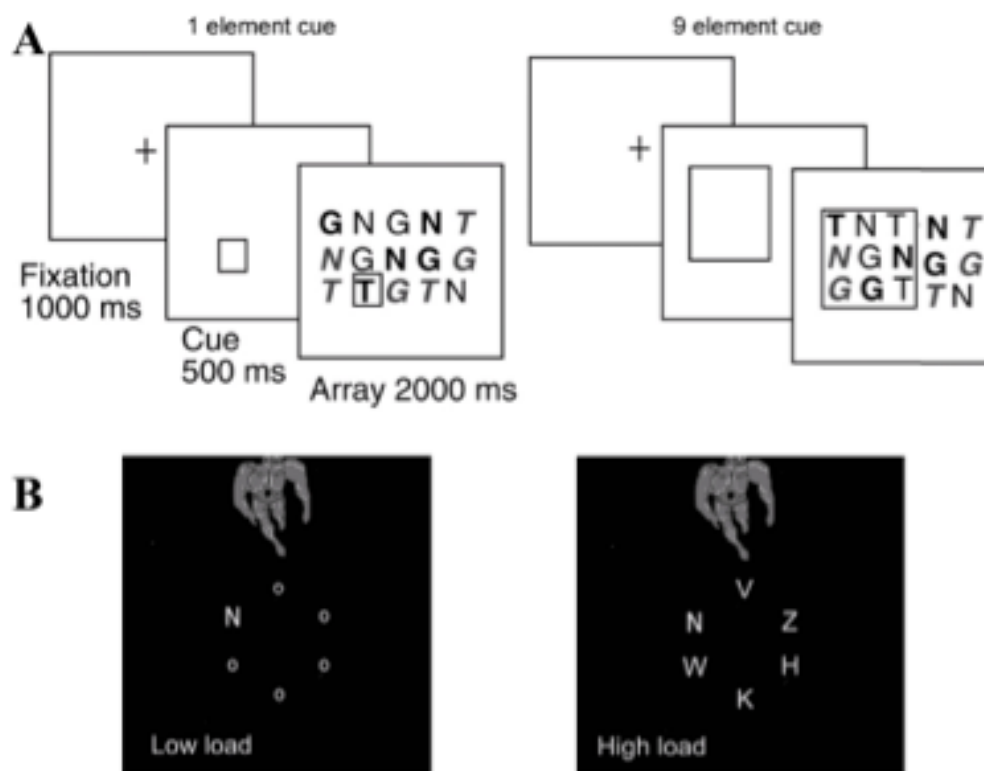 A
1 element cue
9 element cue
G N G N T
N G N G G
T T G T N
T N T N T
N G N G G
G G T T N
Fixation
1000 ms
Cue
500 ms
Array 2000 ms
B
o
N o
o o
o
Low load
V
N Z
W H
K
High load